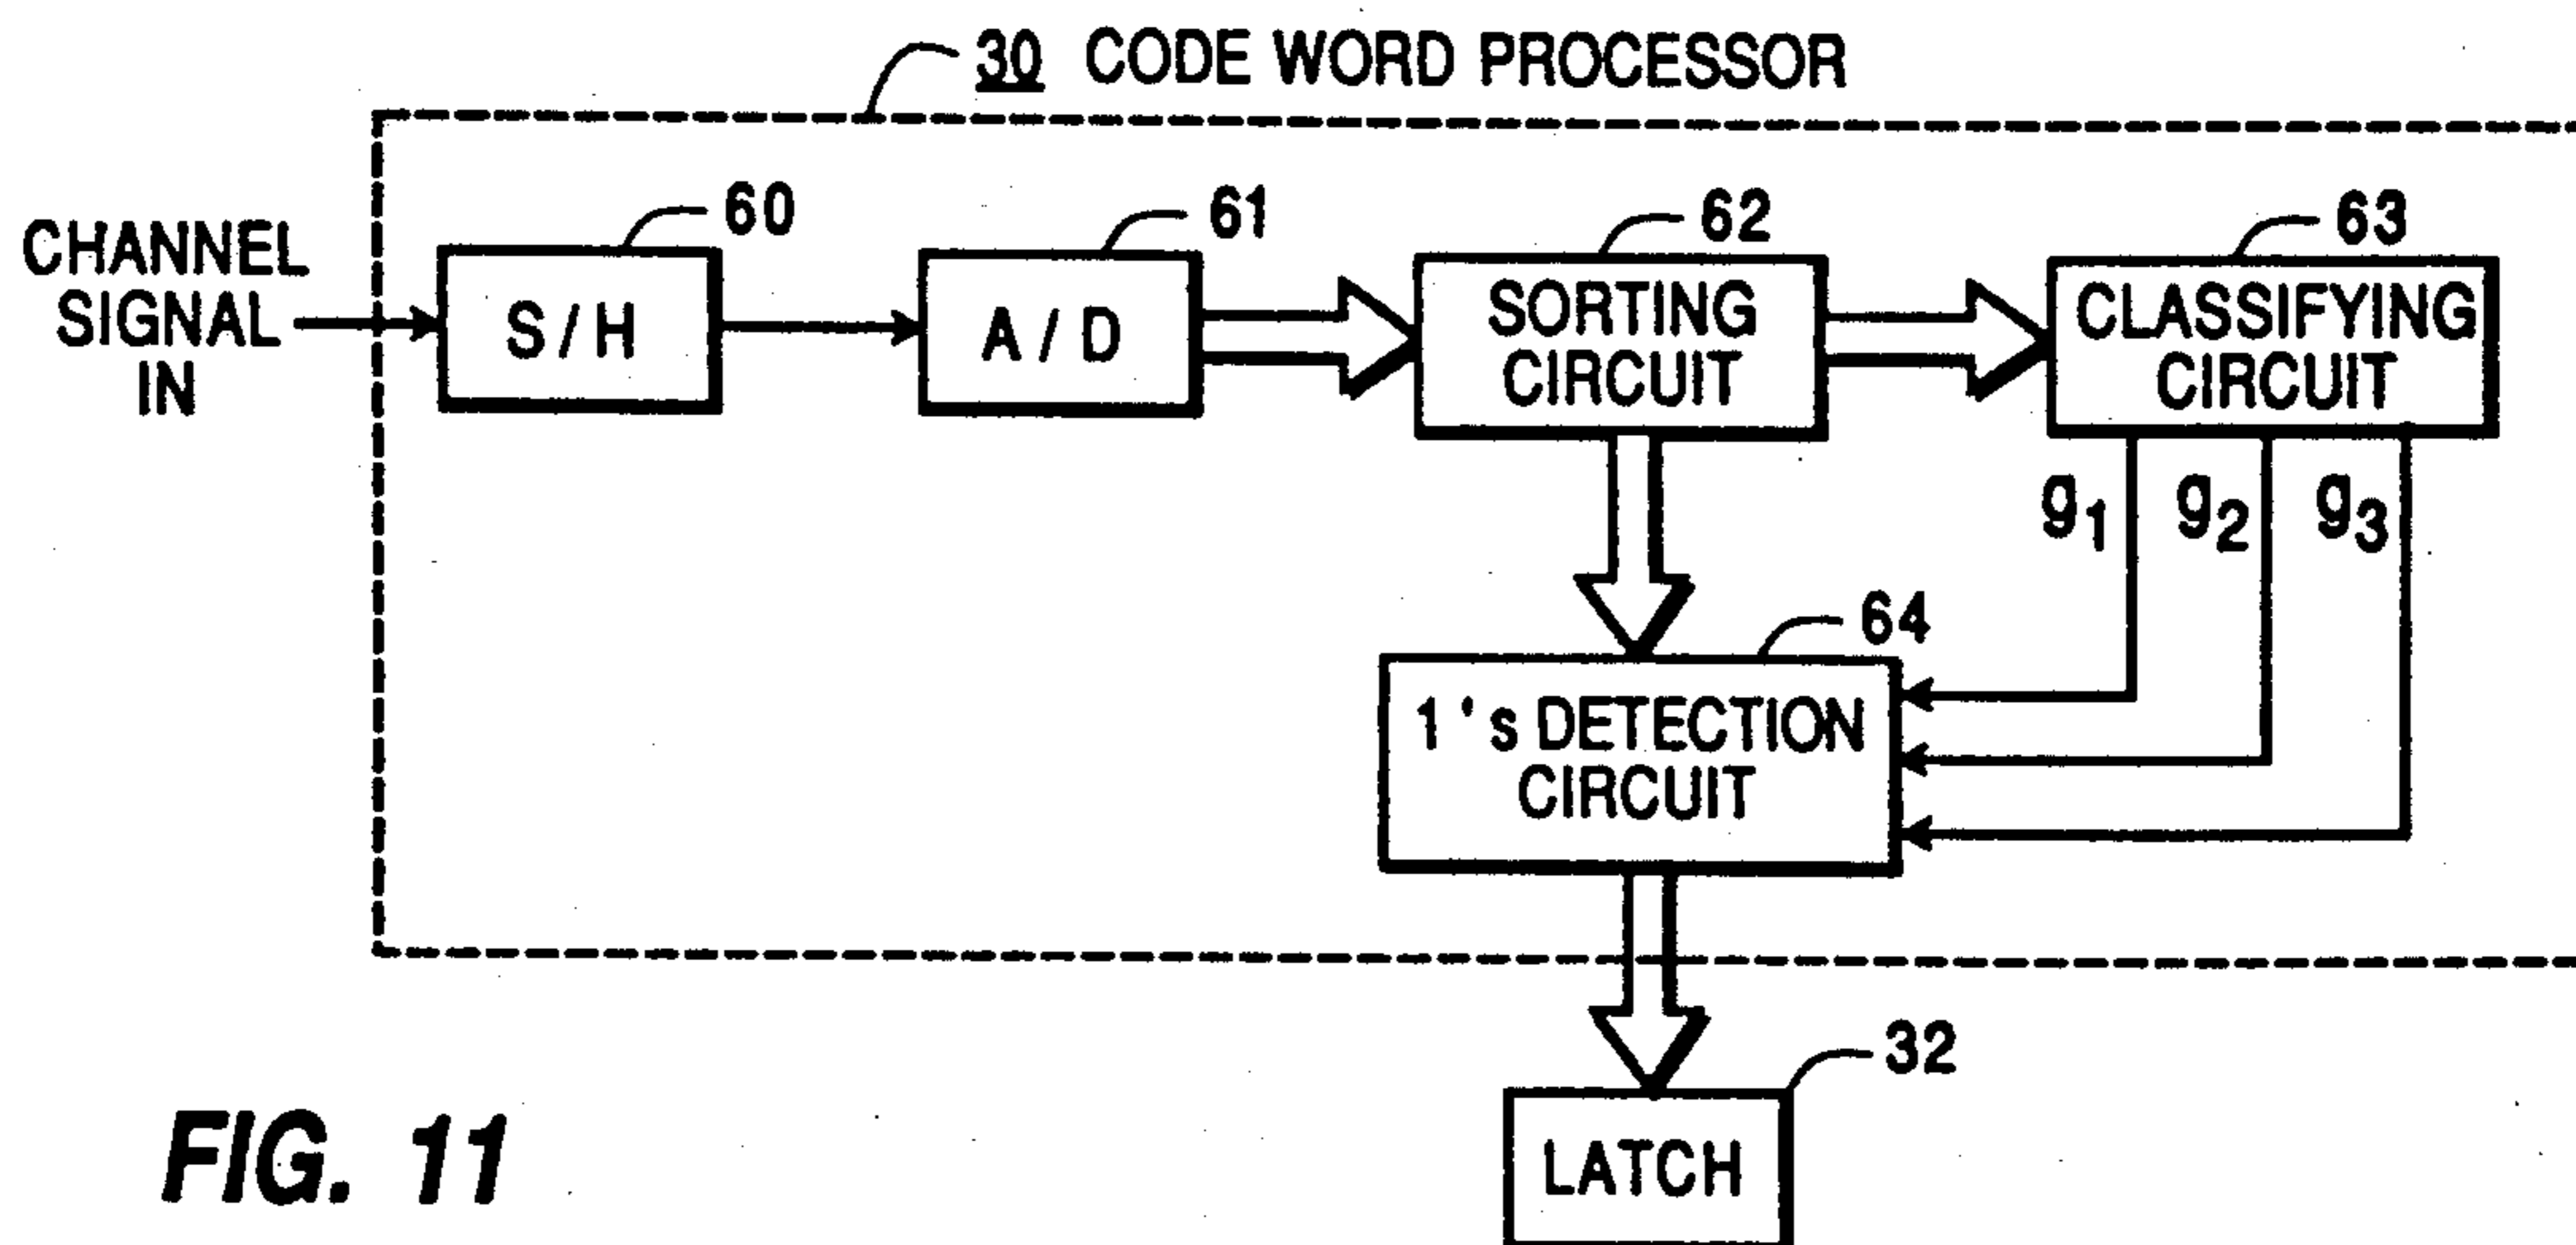 30 CODE WORD PROCESSOR
CHANNEL
SIGNAL
IN
60
S / H
61
A / D
62
SORTING
CIRCUIT
63
CLASSIFYING
CIRCUIT
g1 g2 g3
64
1 's DETECTION
CIRCUIT
32
LATCH
FIG. 11